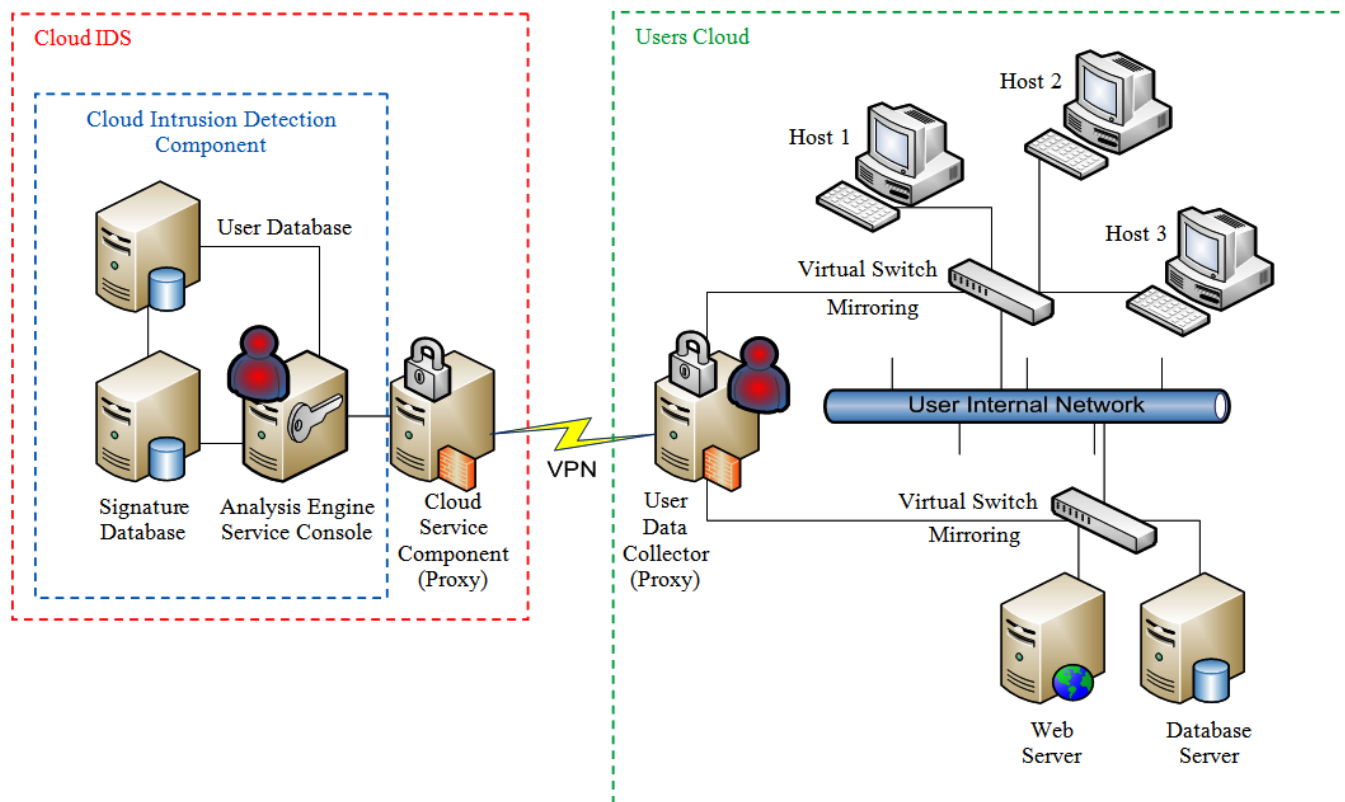 Cloud IDS
Cloud Intrusion Detection
Component
User Database
Signature
Database
Analysis Engine
Service Console
Cloud
Service
Component
(Proxy)
VPN
Users Cloud
Host 1
Host 2
Host 3
Virtual Switch
Mirroring
User Internal Network
User
Data
Collector
(Proxy)
Virtual Switch
Mirroring
Web
Server
Database
Server